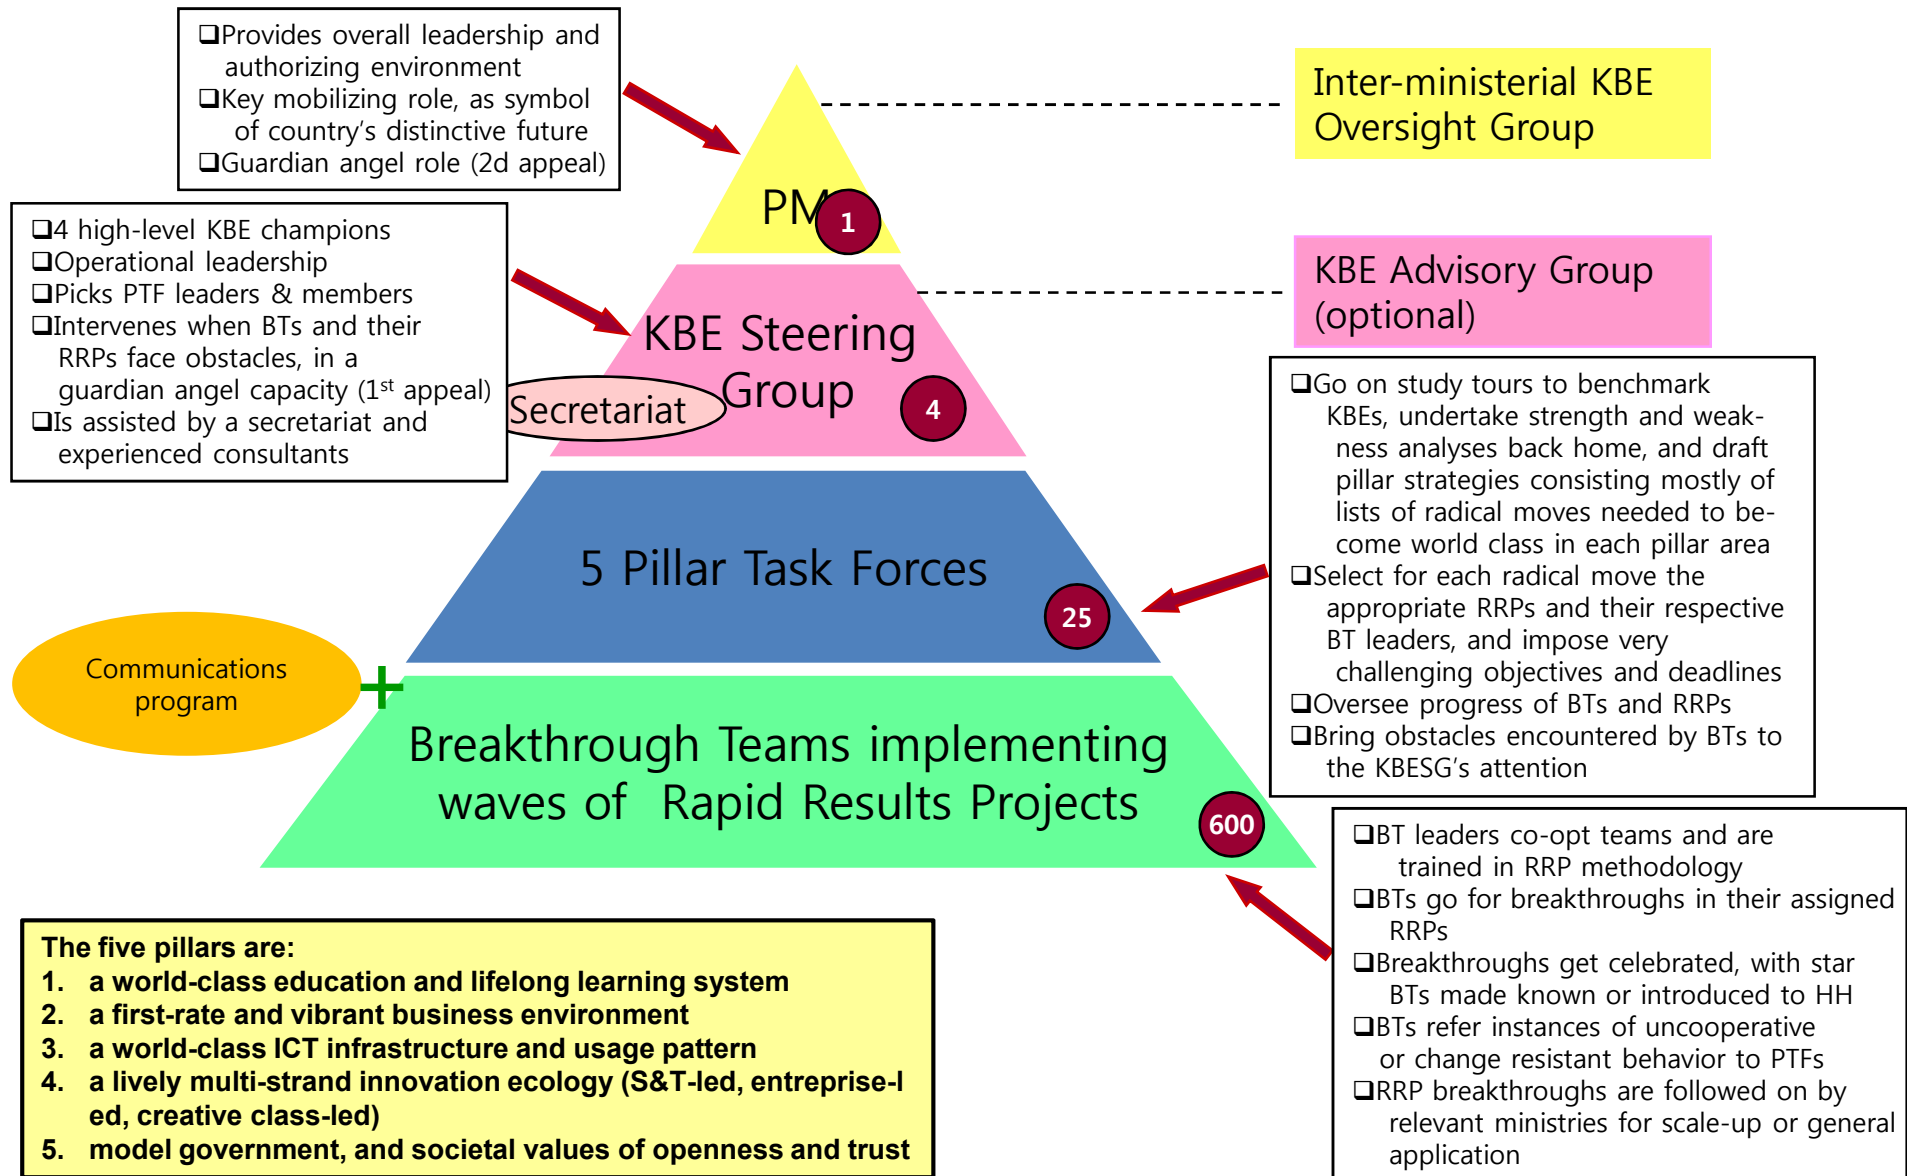 ❑Provides overall leadership and
authorizing environment
❑Key mobilizing role, as symbol
of country's distinctive future
❑Guardian angel role (2d appeal)
Inter-ministerial KBE
Oversight Group
PM
1
❑4 high-level KBE champions
❑Operational leadership
❑Picks PTF leaders & members
❑Intervenes when BTs and their
RRPs face obstacles, in a
guardian angel capacity (1st appeal)
❑Is assisted by a secretariat and
experienced consultants
KBE Advisory Group
(optional)
KBE Steering
Group
Secretariat
4
❑Go on study tours to benchmark
KBEs, undertake strength and weak-
ness analyses back home, and draft
pillar strategies consisting mostly of
lists of radical moves needed to be-
come world class in each pillar area
❑Select for each radical move the
appropriate RRPs and their respective
BT leaders, and impose very
challenging objectives and deadlines
❑Oversee progress of BTs and RRPs
❑Bring obstacles encountered by BTs to
the KBESG's attention
5 Pillar Task Forces
25
Communications
program
+
Breakthrough Teams implementing
waves of Rapid Results Projects
600
❑BT leaders co-opt teams and are
trained in RRP methodology
❑BTs go for breakthroughs in their assigned
RRPs
❑Breakthroughs get celebrated, with star
BTs made known or introduced to HH
❑BTs refer instances of uncooperative
or change resistant behavior to PTFs
❑RRP breakthroughs are followed on by
relevant ministries for scale-up or general
application
The five pillars are:
1. a world-class education and lifelong learning system
2. a first-rate and vibrant business environment
3. a world-class ICT infrastructure and usage pattern
4. a lively multi-strand innovation ecology (S&T-led, entreprise-l
ed, creative class-led)
5. model government, and societal values of openness and trust